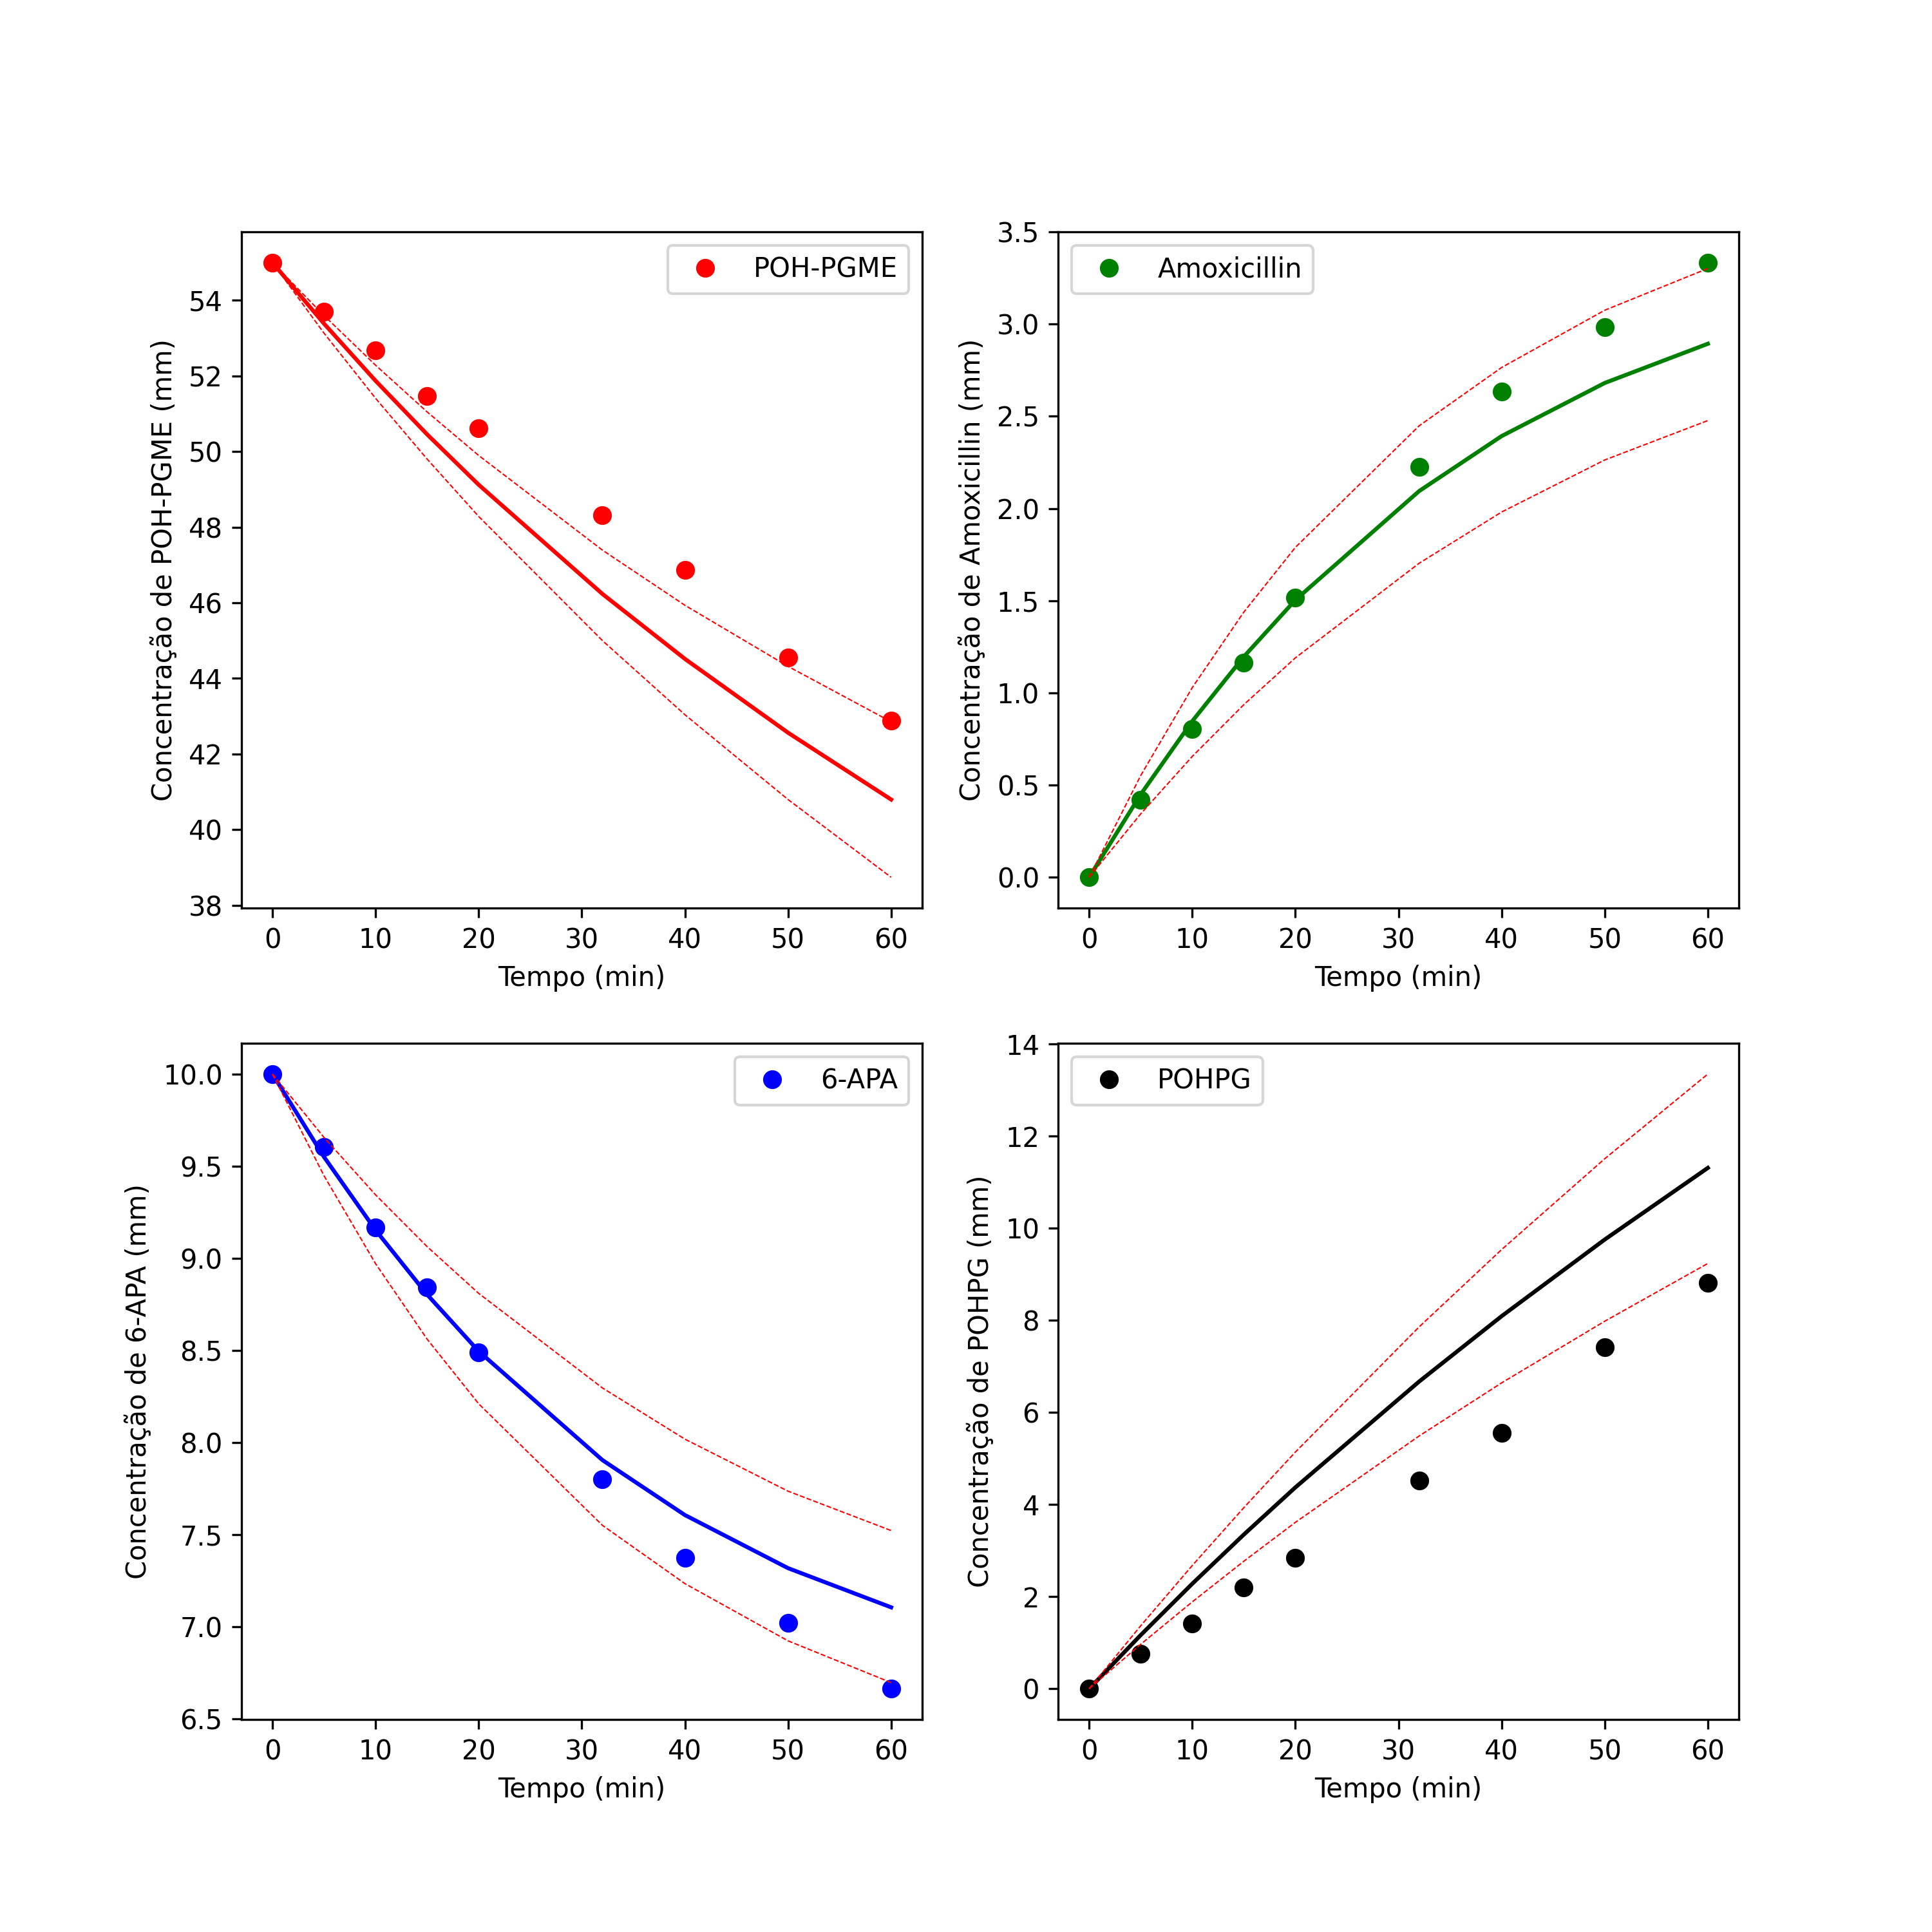 POH-PGME
Concentração de POH-PGME (mm)
54
52
50
48
46
44
42
40
38
0 10 20 30 40 50 60
Tempo (min)
Amoxicillin
Concentração de Amoxicillin (mm)
3.5
3.0
2.5
2.0
1.5
1.0
0.5
0.0
0 10 20 30 40 50 60
Tempo (min)
6-APA
Concentração de 6-APA (mm)
10.0
9.5
9.0
8.5
8.0
7.5
7.0
6.5
0 10 20 30 40 50 60
Tempo (min)
POHPG
Concentração de POHPG (mm)
14
12
10
8
6
4
2
0
0 10 20 30 40 50 60
Tempo (min)